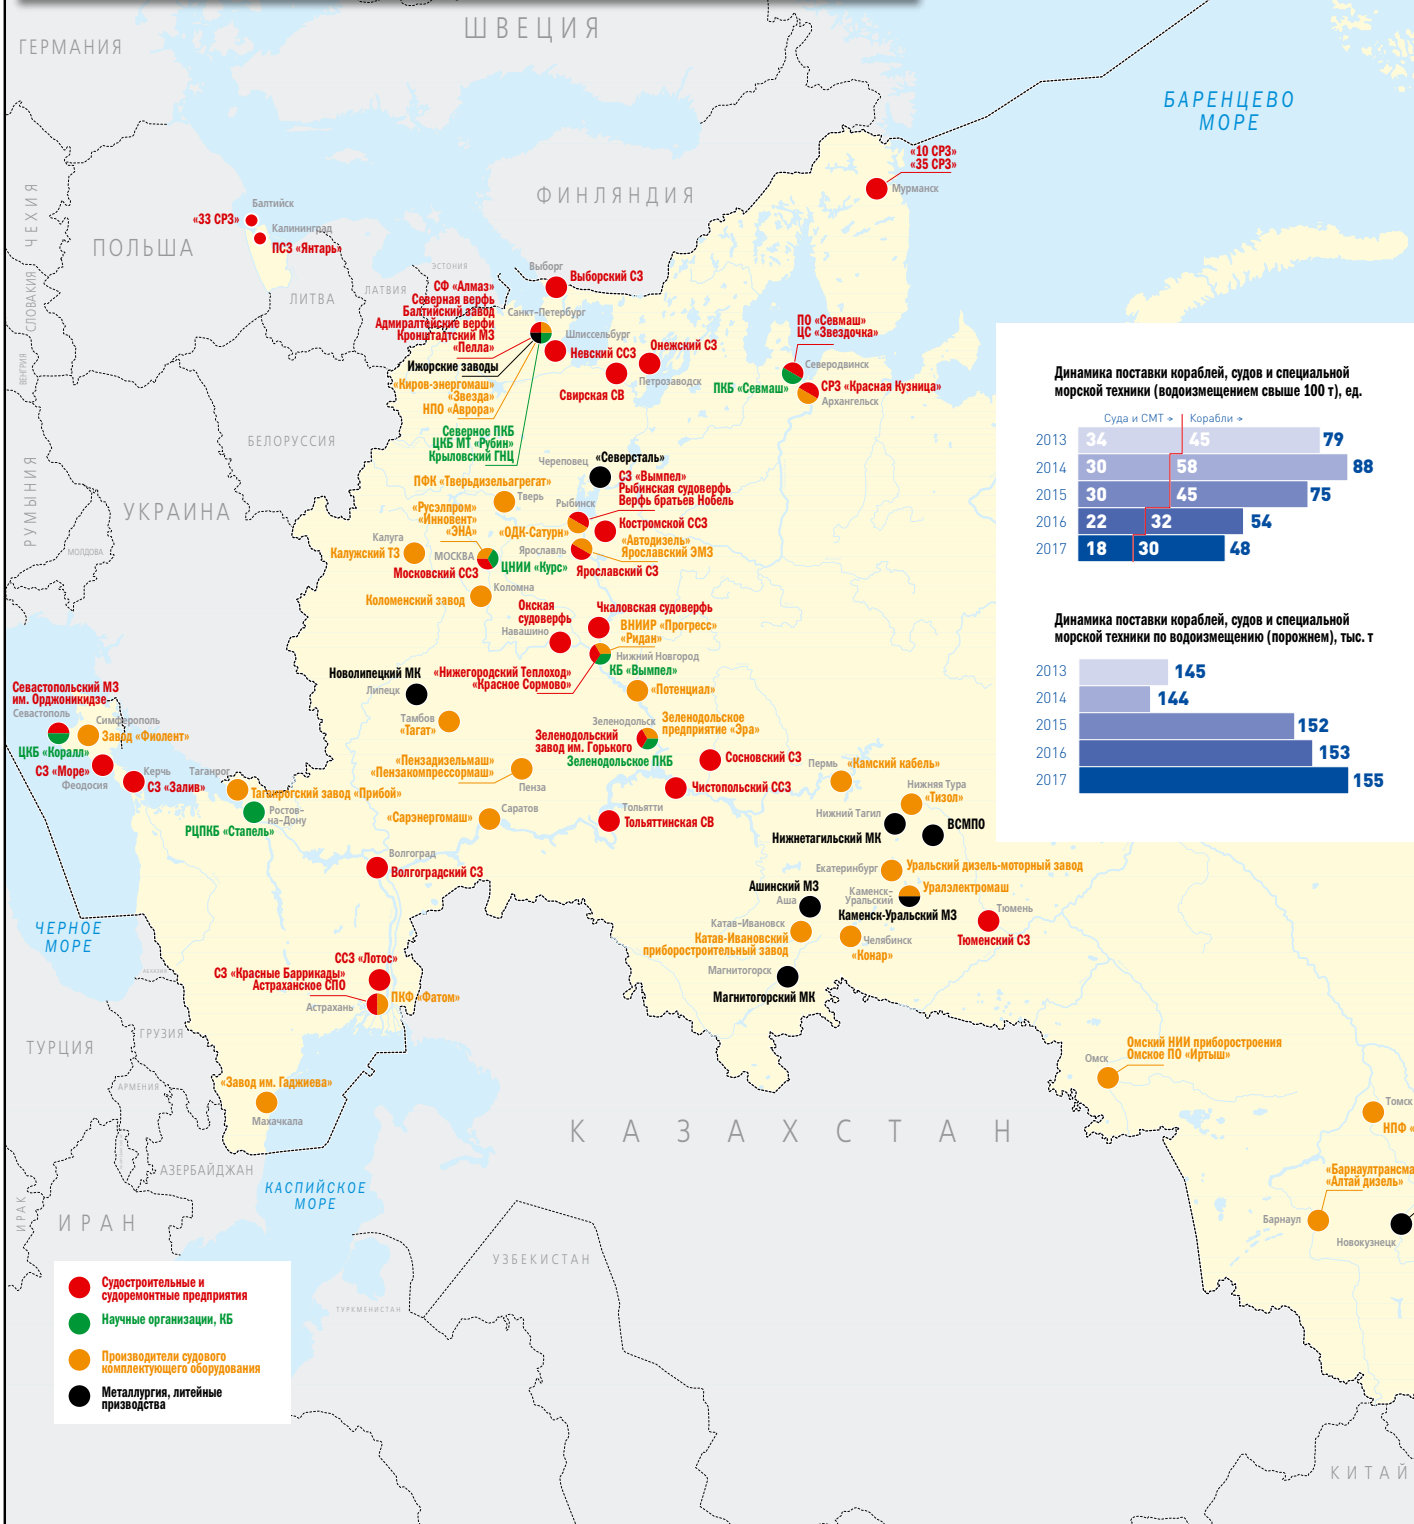 ШВЕЦИЯ
ГЕРМАНИЯ
БАРЕНЦЕВО
МОРЕ
«10 СРЗ»
«35 СРЗ»
Мурманск
ФИНЛЯНДИЯ
ЧЕХИЯ
Балтийск
«33 СРЗ»
Калининград
ПСЗ «Янтарь»
ПОЛЬША
СЛОВАКИЯ
ЛИТВА
ЛАТВИЯ
ЭСТОНИЯ
Выборг
Выборгский СЗ
СФ «Алмаз»
Северная верфь
Балтийский завод
Адмиралтейские верфи
Кронштадтский МЗ
«Пелла»
Санкт-Петербург
Шлиссельбург
Невский ССЗ
Онежский СЗ
Петрозаводск
Свирская СВ
Ижорские заводы
«Киров-энергомаш»
«Звезда»
НПО «Аврора»
Северное ПКБ
ЦКБ МТ «Рубин»
Крыловский ГНЦ
ПО «Севмаш»
ЦС «Звездочка»
Северодвинск
ПКБ «Севмаш»
СРЗ «Красная Кузница»
Архангельск
ВЕНГРИЯ
РУМЫНИЯ
БЕЛОРУССИЯ
УКРАИНА
МОЛДОВА
Череповец
«Северсталь»
ПФК «Тверьдизельагрегат»
Тверь
СЗ «Вымпел»
Рыбинская судоверфь
Верфь братьев Нобель
Рыбинск
«ОДК-Сатурн»
Костромской ССЗ
«Русэлпром»
«Инновент»
«ЭНА»
Калуга
Калужский ТЗ
МОСКВА
Московский ССЗ
ЦНИИ «Курс»
Ярославль
«Автодизель»
Ярославский ЭМЗ
Ярославский СЗ
Коломна
Коломенский завод
Окская
судоверфь
Навашино
Чкаловская судоверфь
ВНИИР «Прогресс»
«Ридан»
Нижний Новгород
КБ «Вымпел»
«Нижегородский Теплоход»
«Красное Сормово»
«Потенциал»
Новолипецкий МК
Липецк
Тамбов
«Тагат»
Зеленодольск
Зеленодольское
предприятие «Эра»
Зеленодольский
завод им. Горького
Зеленодольское ПКБ
Сосновский СЗ
Чистопольский ССЗ
Севастопольский МЗ
им. Орджоникидзе
Севастополь
Симферополь
Завод «Фиолент»
ЦКБ «Коралл»
СЗ «Море»
Феодосия
Керчь
СЗ «Залив»
Таганрог
Таганрогский завод «Прибой»
Ростов-
на-Дону
РЦПКБ «Стапель»
«Пензадизельмаш»
«Пензакомпрессормаш»
Пенза
Саратов
«Сарэнергомаш»
Тольятти
Тольяттинская СВ
Волгоград
Волгоградский СЗ
Пермь
«Камский кабель»
Нижняя Тура
«Тизол»
Нижний Тагил
Нижнетагильский МК
ВСМПО
Екатеринбург
Уральский дизель-моторный завод
Каменск-
Уральский
Уралэлектромаш
Каменск-Уральский МЗ
Ашинский МЗ
Аша
Катав-Ивановск
Катав-Ивановский
приборостроительный завод
Челябинск
«Конар»
Магнитогорск
Магнитогорский МК
Тюмень
Тюменский СЗ
ЧЕРНОЕ
МОРЕ
АБХАЗИЯ
ССЗ «Лотос»
СЗ «Красные Баррикады»
Астраханское СПО
ПКФ «Фатом»
Астрахань
ТУРЦИЯ
ГРУЗИЯ
АРМЕНИЯ
«Завод им. Гаджиева»
Махачкала
АЗЕРБАЙДЖАН
КАСПИЙСКОЕ
МОРЕ
ИРАК
ИРАН
КАЗАХСТАН
УЗБЕКИСТАН
ТУРКМЕНИСТАН
КИТАЙ
Омский НИИ приборостроения
Омское ПО «Иртыш»
Омск
Томск
НПФ «
«Барнаултрансма
«Алтай дизель»
Барнаул
Новокузнецк
Динамика поставки кораблей, судов и специальной
морской техники (водоизмещением свыше 100 т), ед.
Суда и СМТ → Корабли →
2013 34 45 79
2014 30 58 88
2015 30 45 75
2016 22 32 54
2017 18 30 48
Динамика поставки кораблей, судов и специальной
морской техники по водоизмещению (порожнем), тыс. т
2013 145
2014 144
2015 152
2016 153
2017 155
Судостроительные и
судоремонтные предприятия
Научные организации, КБ
Производители судового
комплектующего оборудования
Металлургия, литейные
призводства